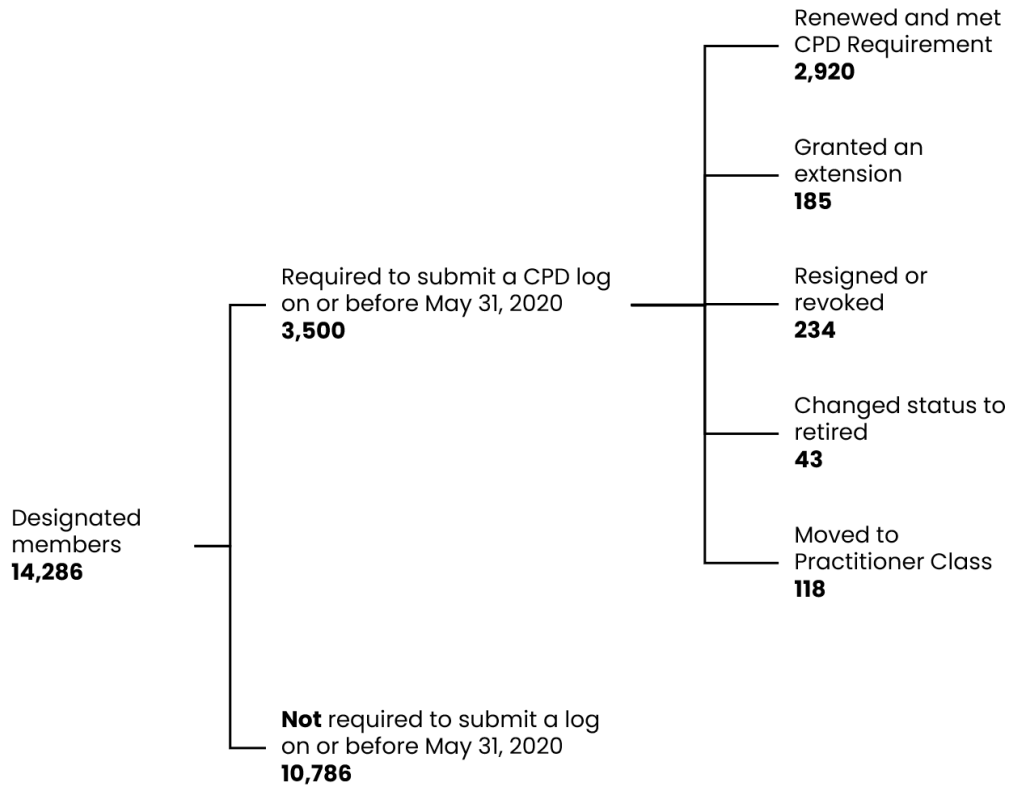 Designated
members
14,286
Required to submit a CPD log
on or before May 31, 2020
3,500
Not required to submit a log
on or before May 31, 2020
10,786
Renewed and met
CPD Requirement
2,920
Granted an
extension
185
Resigned or
revoked
234
Changed status to
retired
43
Moved to
Practitioner Class
118